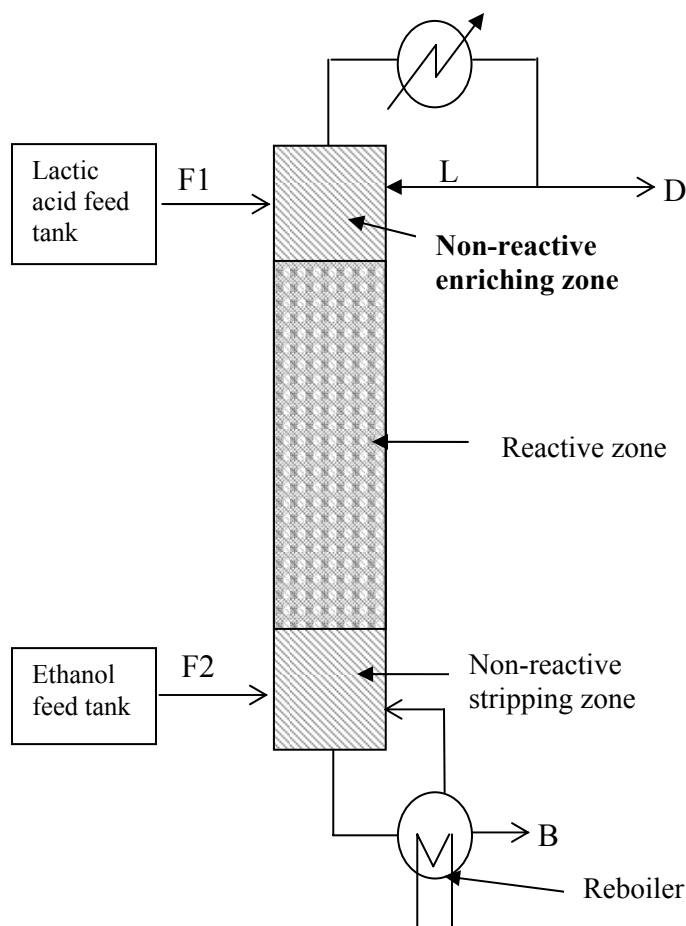 Lactic
acid feed
tank
F1
L
D
Non-reactive
enriching zone
Reactive zone
Ethanol
feed tank
F2
Non-reactive
stripping zone
B
Reboiler